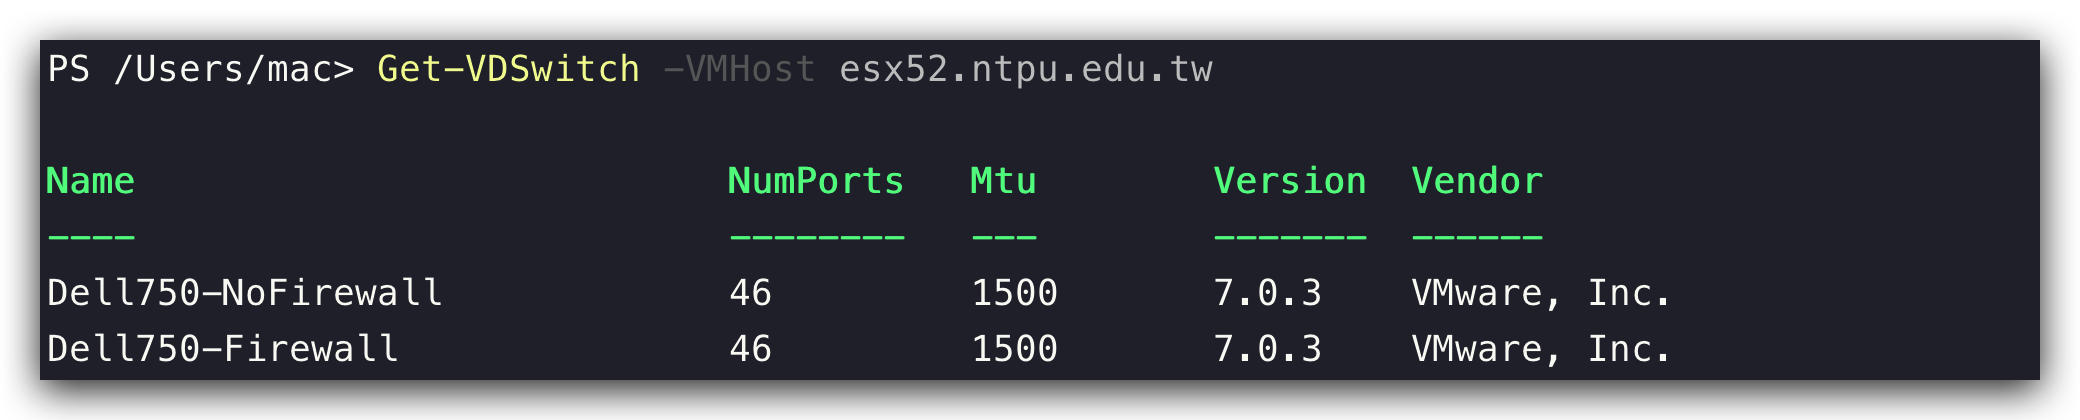 PS /Users/mac> Get-VDSwitch -VMHost esx52.ntpu.edu.tw
Name NumPorts Mtu Version Vendor
---- -------- --- ------- ------
Dell750-NoFirewall 46 1500 7.0.3 VMware, Inc.
Dell750-Firewall 46 1500 7.0.3 VMware, Inc.